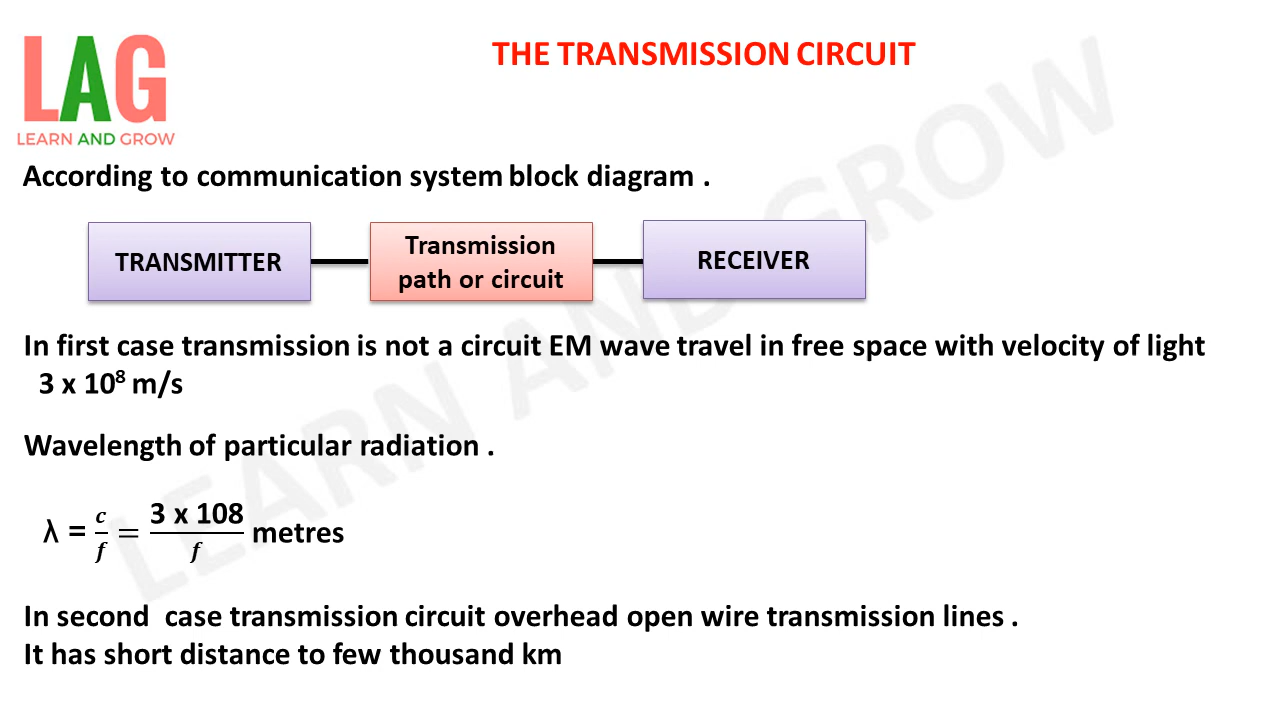 LAG
LEARN AND GROW
THE TRANSMISSION CIRCUIT
According to communication system block diagram .
TRANSMITTER
Transmission
path or circuit
RECEIVER
In first case transmission is not a circuit EM wave travel in free space with velocity of light
3 x 10⁸ m/s
Wavelength of particular radiation .
λ = c/f = 3 x 108/f metres
In second case transmission circuit overhead open wire transmission lines .
It has short distance to few thousand km
LEARN AND GROW